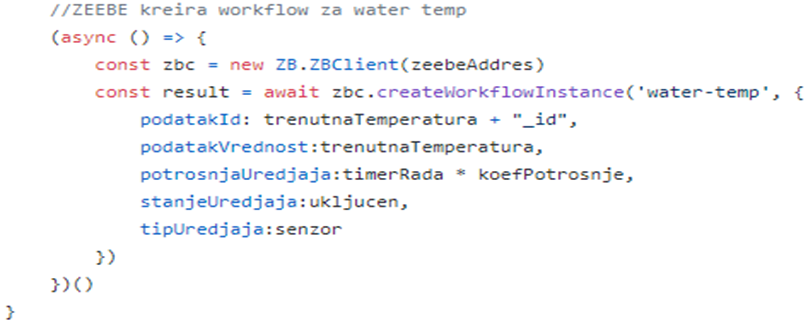 //ZEEBE kreira workflow za water temp
(async () => {
const zbc = new ZB.ZBClient(zeebeAddres)
const result = await zbc.createWorkflowInstance('water-temp', {
podatakId: trenutnaTemperatura + "_id",
podatakVrednost:trenutnaTemperatura,
potrosnjaUredjaja:timerRada * koefPotrosnje,
stanjeUredjaja:ukljucen,
tipUredjaja:senzor
})
})()
}